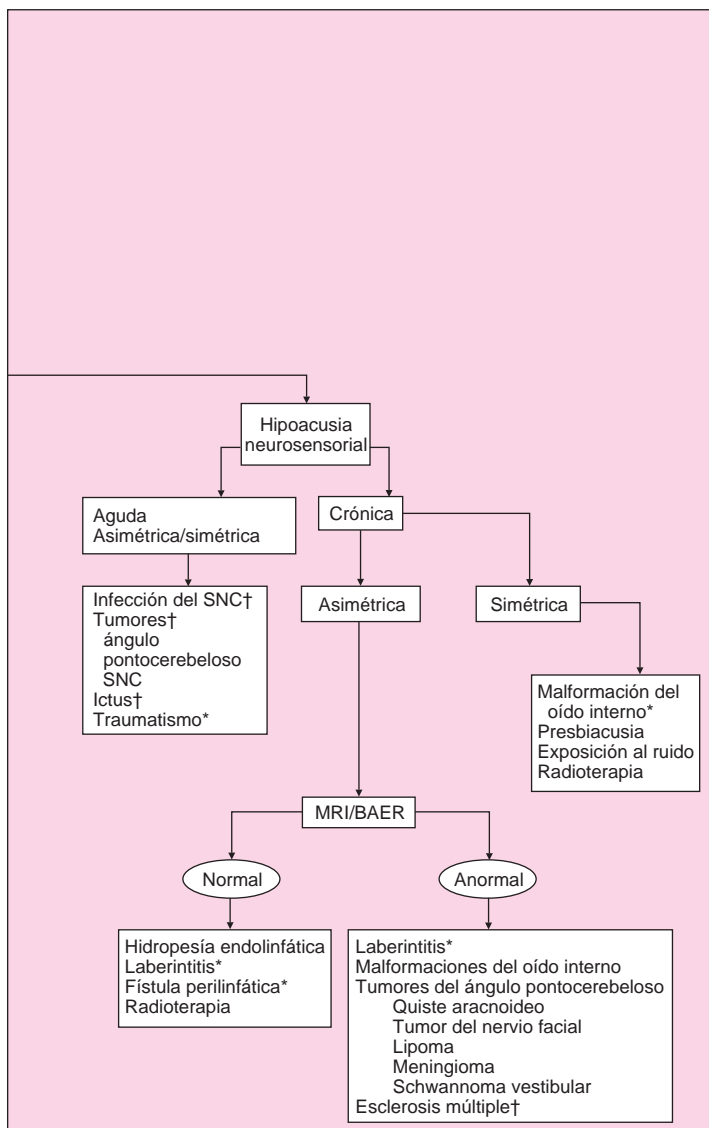 Hipoacusia
neurosensorial
Aguda
Asimétrica/simétrica
Crónica
Infección del SNC†
Tumores†
ángulo
pontocerebeloso
SNC
Ictus†
Traumatismo*
Asimétrica
Simétrica
Malformación del
oído interno*
Presbiacusia
Exposición al ruido
Radioterapia
MRI/BAER
Normal
Anormal
Hidropesía endolinfática
Laberintitis*
Fístula perilinfática*
Radioterapia
Laberintitis*
Malformaciones del oído interno
Tumores del ángulo pontocerebeloso
Quiste aracnoideo
Tumor del nervio facial
Lipoma
Meningioma
Schwannoma vestibular
Esclerosis múltiple†